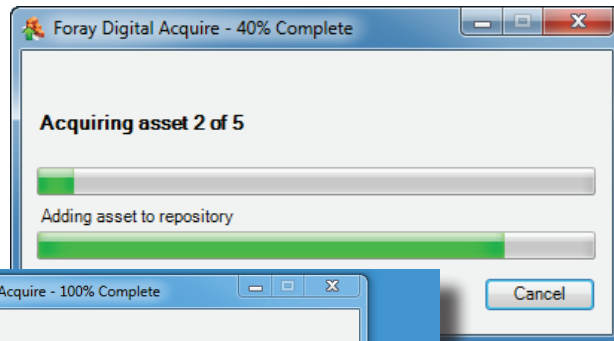 Foray Digital Acquire - 40% Complete
Acquiring asset 2 of 5
Adding asset to repository
Acquire - 100% Complete
Cancel